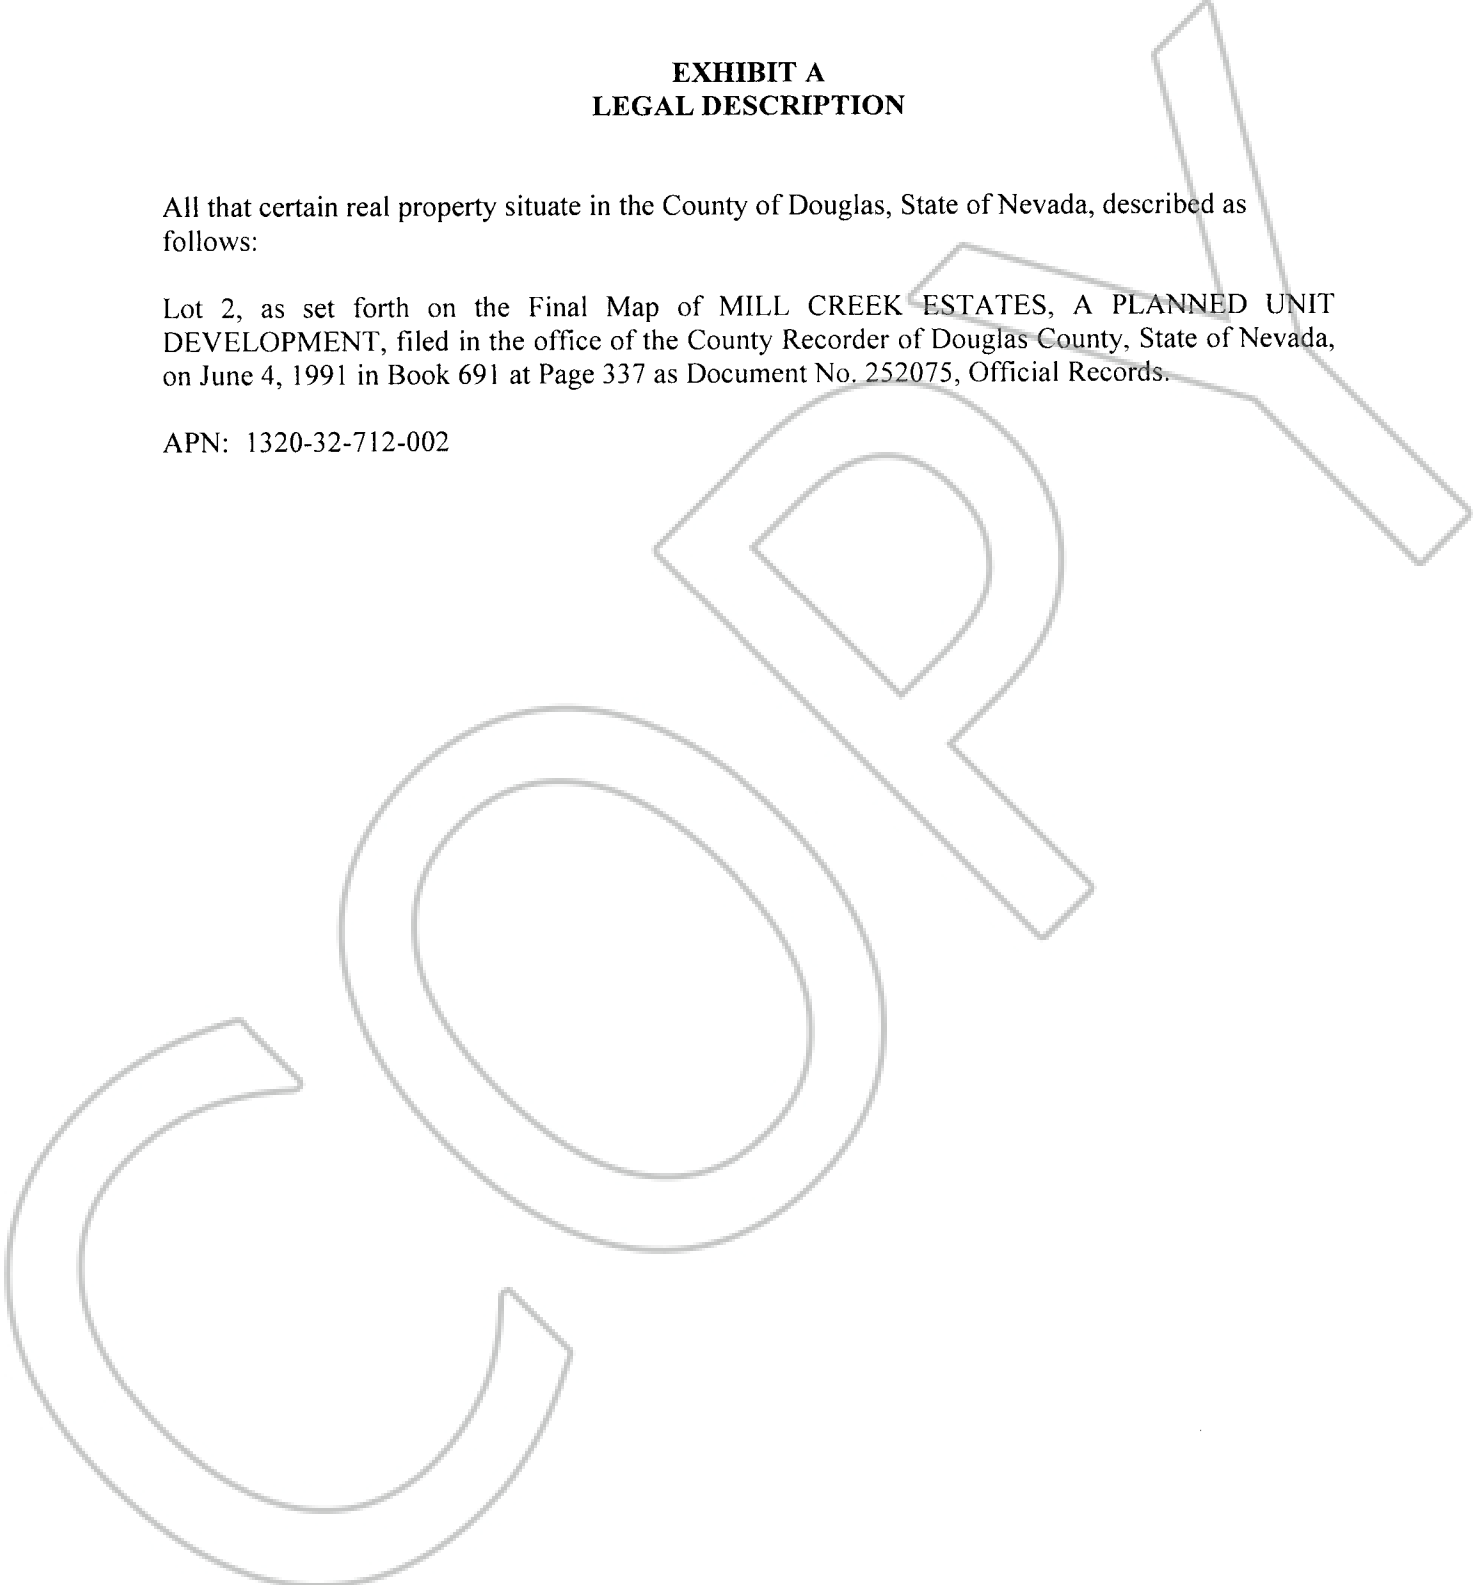 EXHIBIT A
LEGAL DESCRIPTION
All that certain real property situate in the County of Douglas, State of Nevada, described as
follows:
Lot 2, as set forth on the Final Map of MILL CREEK ESTATES, A PLANNED UNIT
DEVELOPMENT, filed in the office of the County Recorder of Douglas County, State of Nevada,
on June 4, 1991 in Book 691 at Page 337 as Document No. 252075, Official Records.
APN: 1320-32-712-002
COPY